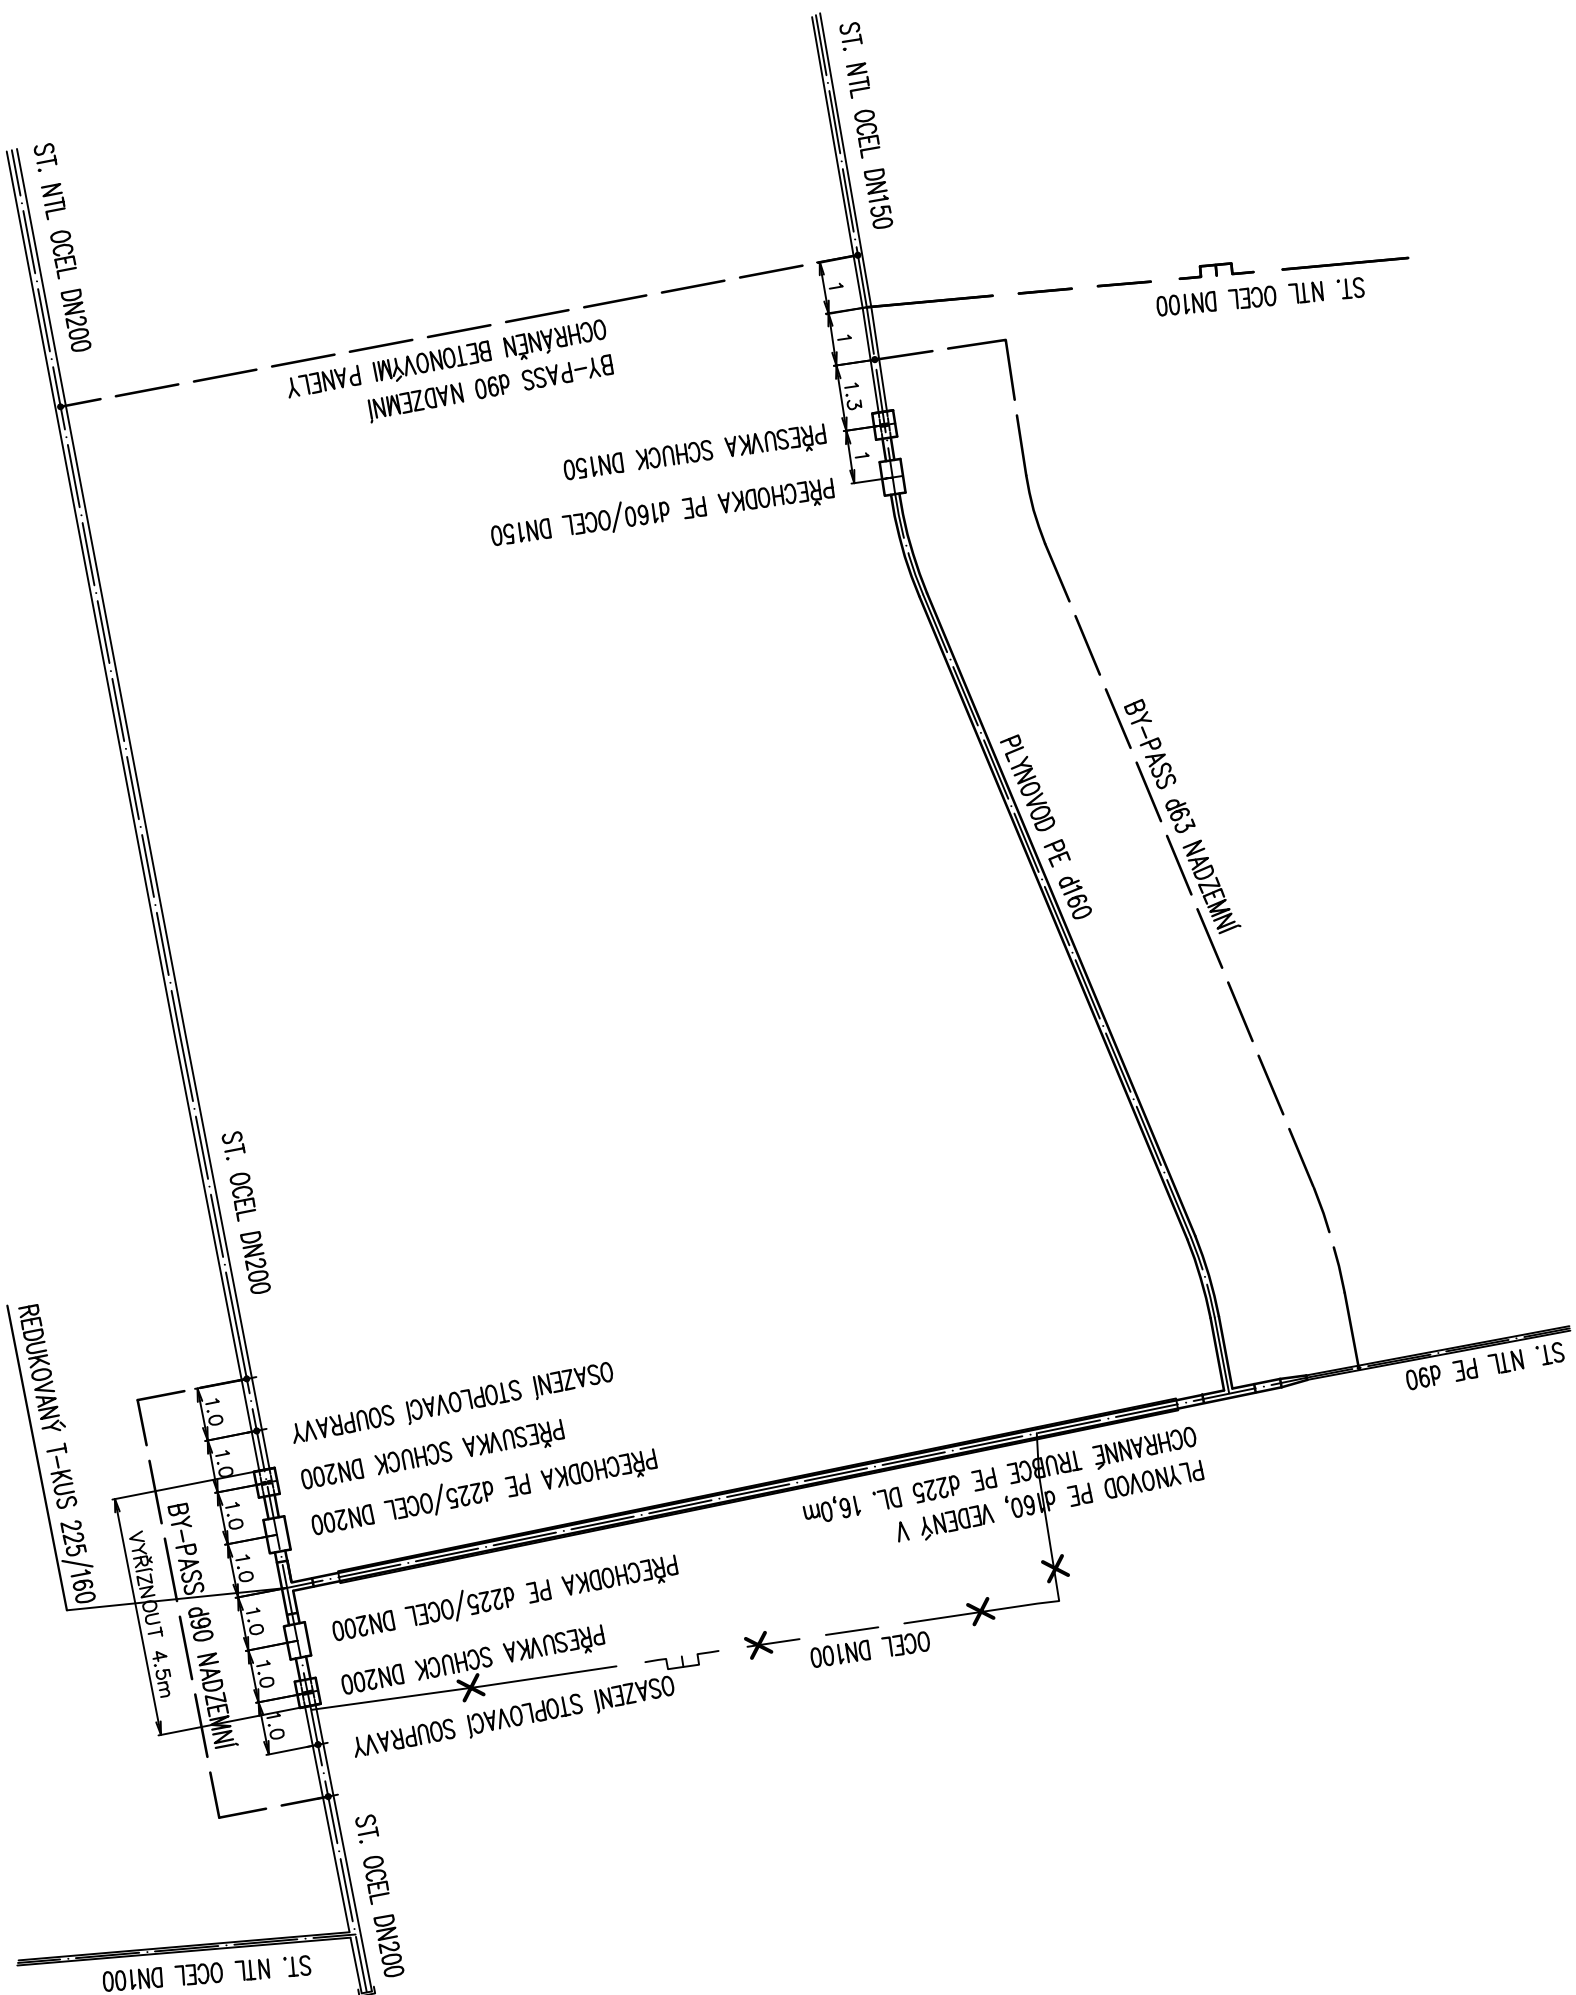 ST. NTL OCEL DN150
ST. NTL OCEL DN200
ST. NTL OCEL DN100
BY-PASS d90 NADZEMNÍ
OCHRÁNĚN BETONOVÝMI PANELY
1
1
1.3
1
PŘESUVKA SCHUCK DN150
PŘECHODKA PE d160/OCEL DN150
PLYNOVOD PE d160
BY-PASS d63 NADZEMNÍ
ST. OCEL DN200
REDUKOVANÝ T-KUS 225/160
ST. NTL PE d90
OSAZENÍ STOPLOVACÍ SOUPRAVY
PŘESUVKA SCHUCK DN200
PŘECHODKA PE d225/OCEL DN200
1.0
1.0
1.0
1.0
1.0
1.0
1.0
BY-PASS d90 NADZEMNÍ
VYŘÍZNOUT 4.5m
PLYNOVOD PE d160, VEDENÝ V
OCHRANNÉ TRUBCE PE d225 DL. 16,0m
PŘECHODKA PE d225/OCEL DN200
PŘESUVKA SCHUCK DN200
OSAZENÍ STOPLOVACÍ SOUPRAVY
OCEL DN100
ST. OCEL DN200
ST. NTL OCEL DN100